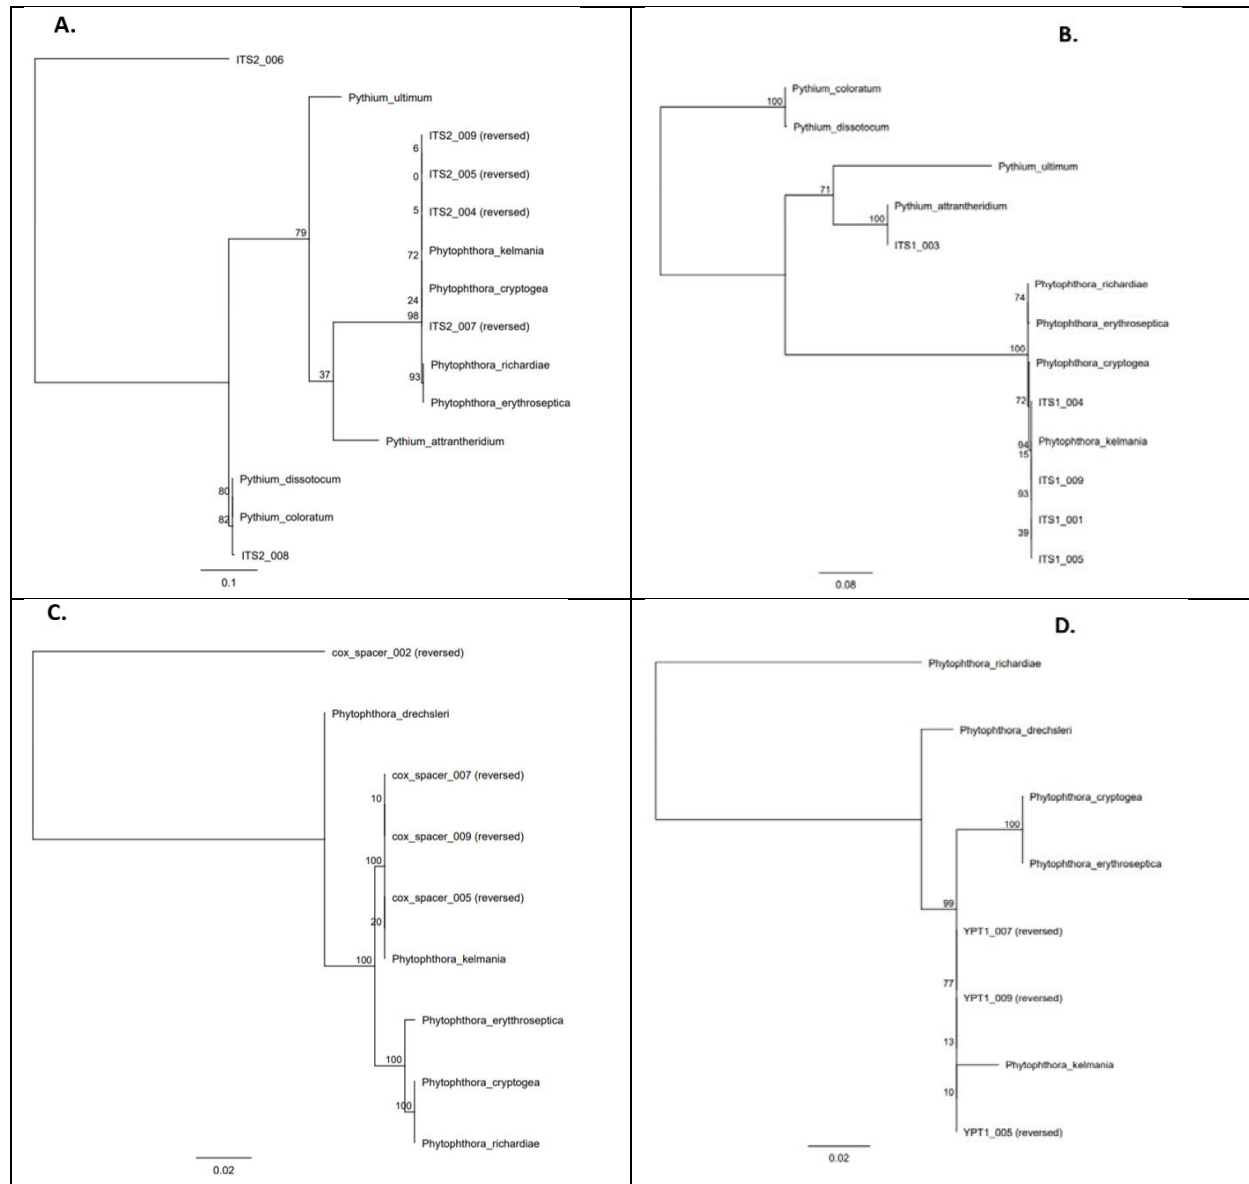 A.
ITS2_006
Pythium_ultimum
ITS2_009 (reversed)
6
ITS2_005 (reversed)
0
ITS2_004 (reversed)
5
79
Phytophthora_kelmania
72
Phytophthora_cryptogea
24
98
ITS2_007 (reversed)
Phytophthora_richardiae
37
93
Phytophthora_erythroseptica
Pythium_attrantheridium
Pythium_dissotocum
80
Pythium_coloratum
82
ITS2_008
0.1
B.
Pythium_coloratum
100
Pythium_dissotocum
Pythium_ultimum
71
Pythium_attrantheridium
100
ITS1_003
Phytophthora_richardiae
74
Phytophthora_erythroseptica
100
Phytophthora_cryptogea
72
ITS1_004
Phytophthora_kelmania
94
15
ITS1_009
93
ITS1_001
39
ITS1_005
0.08
C.
cox_spacer_002 (reversed)
Phytophthora_drechsleri
cox_spacer_007 (reversed)
10
cox_spacer_009 (reversed)
100
cox_spacer_005 (reversed)
20
Phytophthora_kelmania
100
Phytophthora_erytthroseptica
100
Phytophthora_cryptogea
100
Phytophthora_richardiae
0.02
D.
Phytophthora_richardiae
Phytophthora_drechsleri
Phytophthora_cryptogea
100
Phytophthora_erythroseptica
99
YPT1_007 (reversed)
77
YPT1_009 (reversed)
13
Phytophthora_kelmania
10
YPT1_005 (reversed)
0.02